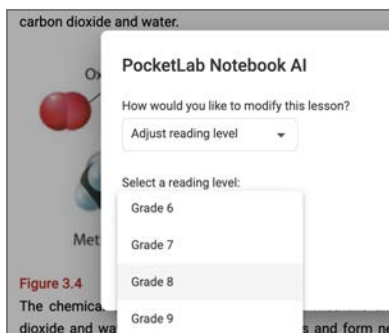 carbon dioxide and water.
PocketLab Notebook AI
How would you like to modify this lesson?
Adjust reading level
Select a reading level:
Grade 6
Grade 7
Grade 8
Grade 9
Met
Figure 3.4
The chemica
dioxide and wa s and form